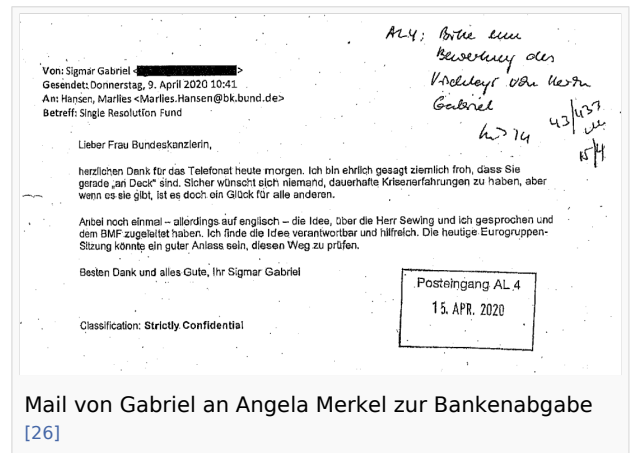 AL4: Bitte um
Bewertung des
Vorschlags von Herrn
Gabriel
43/433
15/4
Von: Sigmar Gabriel < >
Gesendet: Donnerstag, 9. April 2020 10:41
An: Hansen, Marlies <Marlies.Hansen@bk.bund.de>
Betreff: Single Resolution Fund
Lieber Frau Bundeskanzlerin,
herzlichen Dank für das Telefonat heute morgen. Ich bin ehrlich gesagt ziemlich froh, dass Sie
gerade „an Deck“ sind. Sicher wünscht sich niemand, dauerhafte Krisenerfahrungen zu haben, aber
wenn es sie gibt, ist es doch ein Glück für alle anderen.
Anbei noch einmal – allerdings auf englisch – die Idee, über die Herr Sewing und ich gesprochen und
dem BMF zugeleitet haben. Ich finde die Idee verantwortbar und hilfreich. Die heutige Eurogruppen-
Sitzung könnte ein guter Anlass sein, diesen Weg zu prüfen.
Besten Dank und alles Gute, Ihr Sigmar Gabriel
Posteingang AL 4
15. APR. 2020
Classification: Strictly Confidential
Mail von Gabriel an Angela Merkel zur Bankenabgabe
[26]